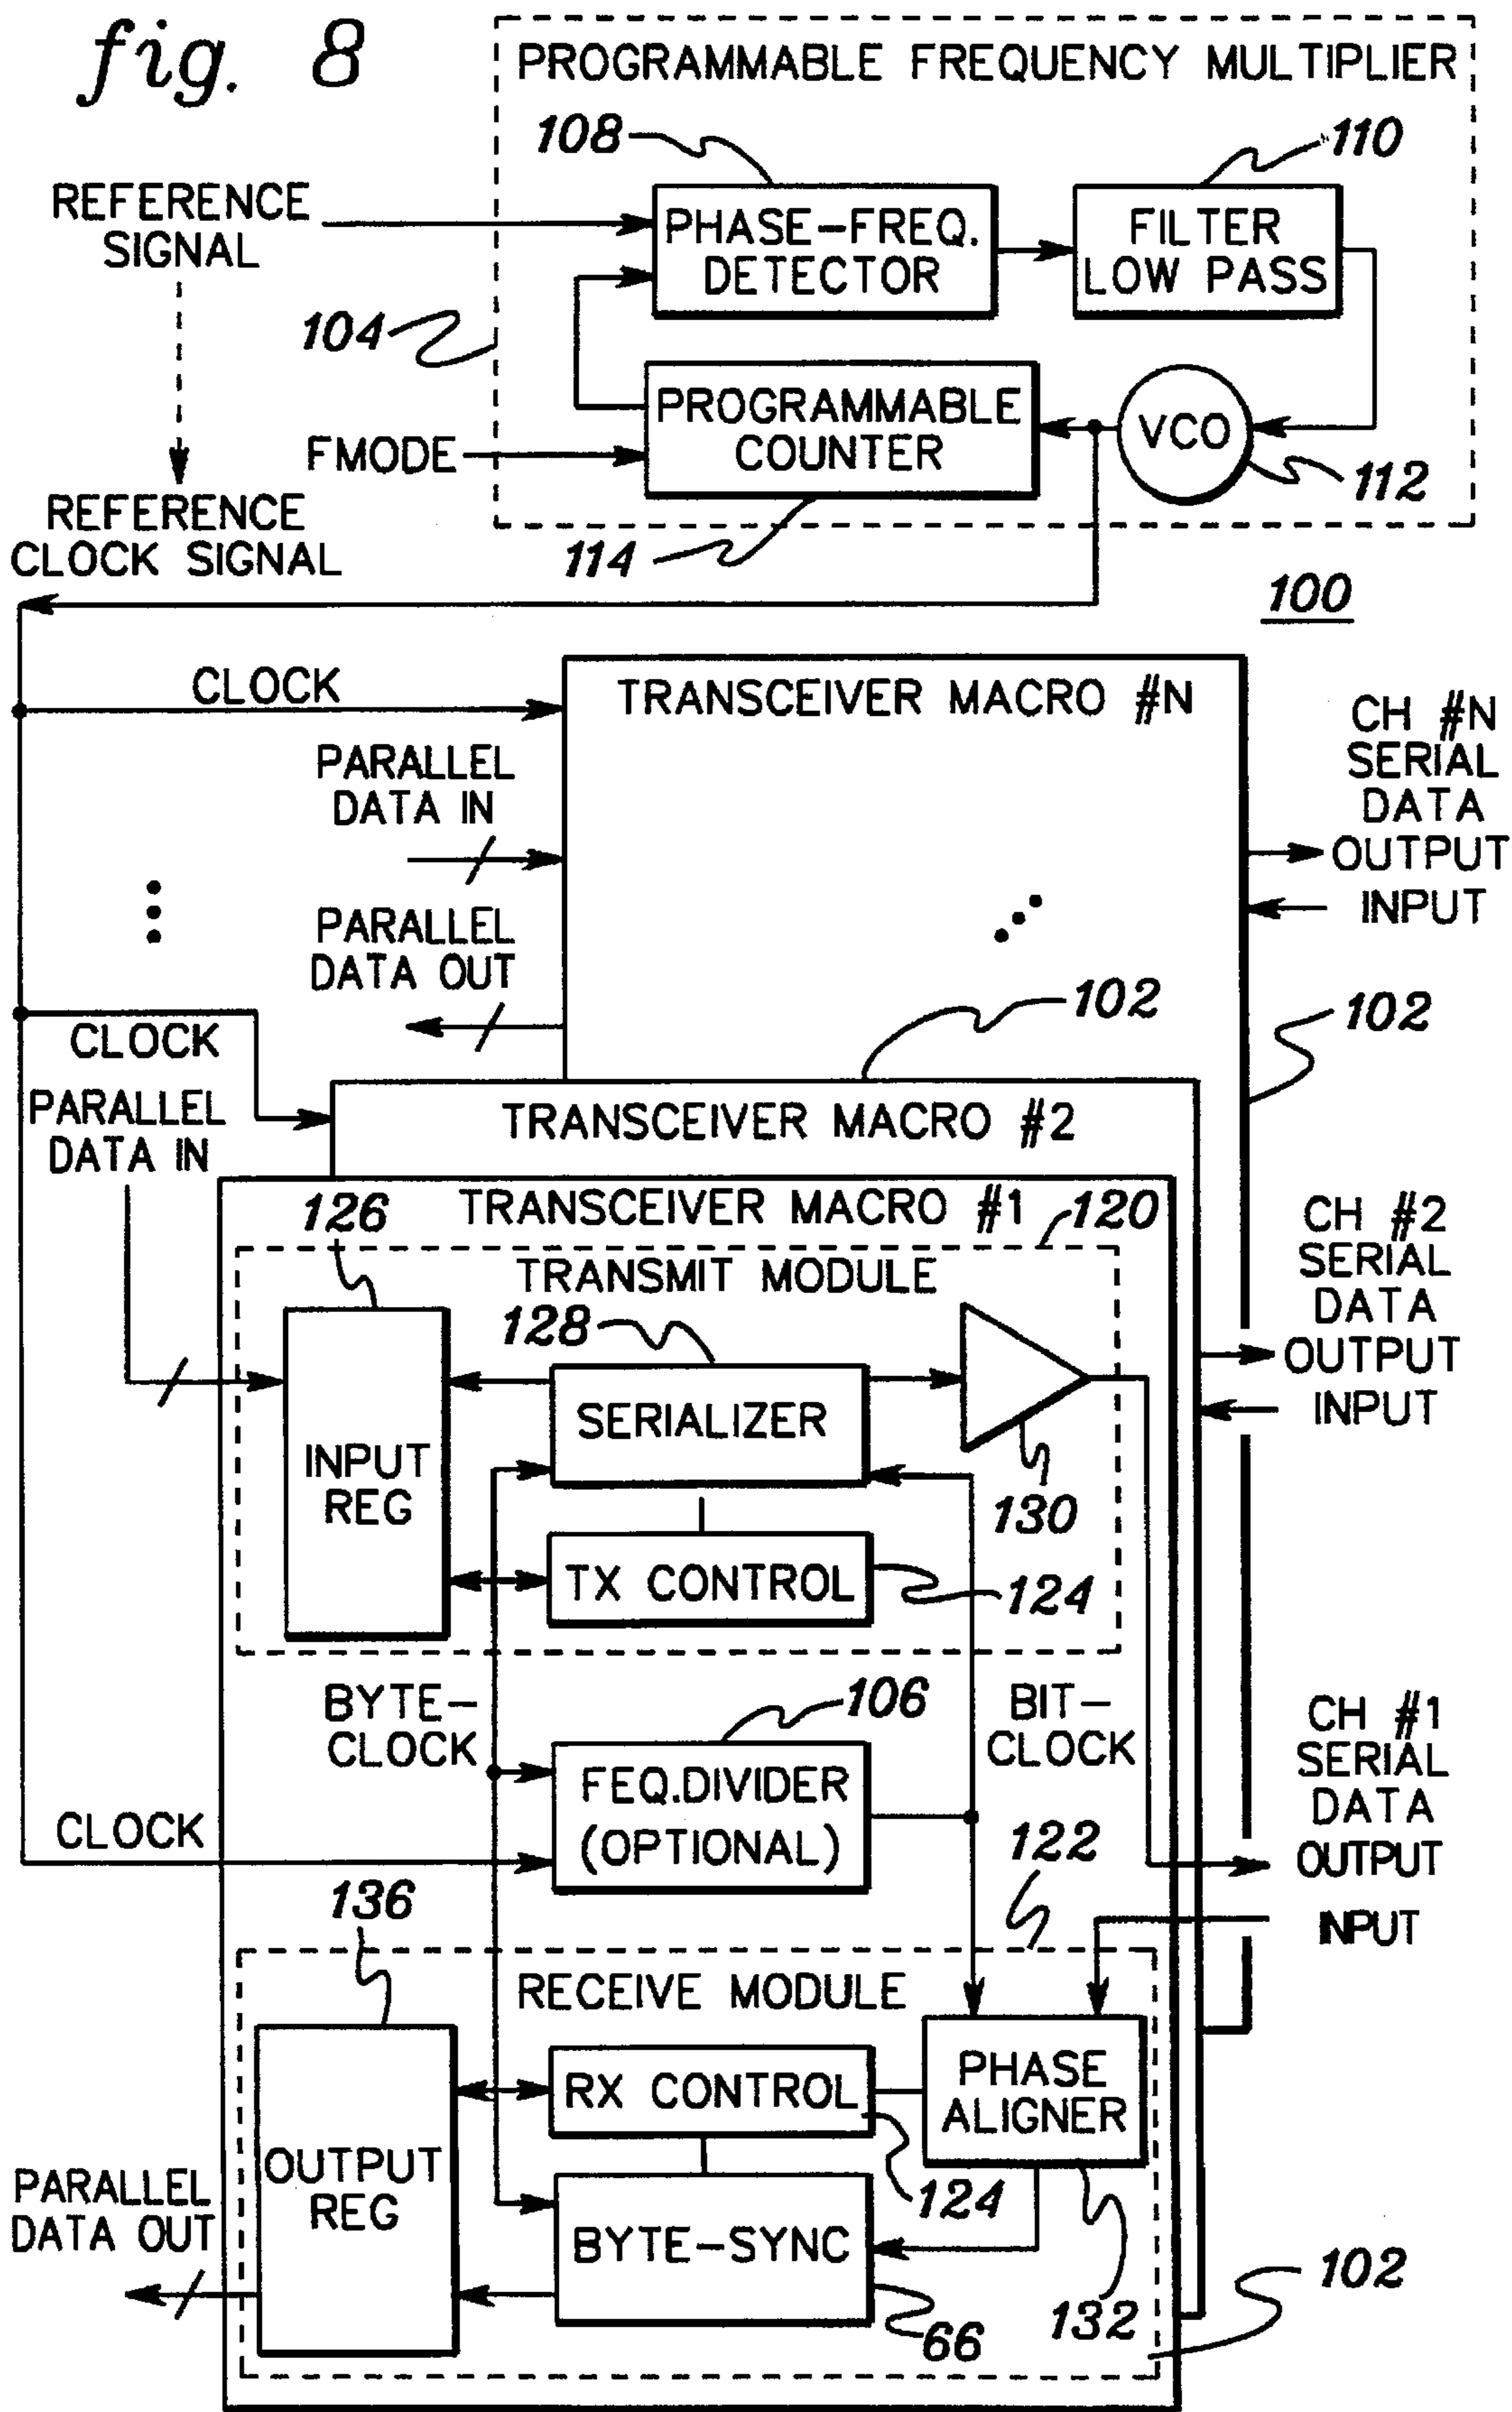 fig. 8
PROGRAMMABLE FREQUENCY MULTIPLIER
108
110
REFERENCE
SIGNAL
PHASE-FREQ.
DETECTOR
FILTER
LOW PASS
104
PROGRAMMABLE
COUNTER
VCO
FMODE
112
REFERENCE
CLOCK SIGNAL
114
100
CLOCK
TRANSCEIVER MACRO #N
CH #N
SERIAL
DATA
OUTPUT
INPUT
PARALLEL
DATA IN
PARALLEL
DATA OUT
102
102
CLOCK
PARALLEL
DATA IN
TRANSCEIVER MACRO #2
TRANSCEIVER MACRO #1
120
126
TRANSMIT MODULE
128
CH #2
SERIAL
DATA
OUTPUT
INPUT
SERIALIZER
INPUT
REG
130
TX CONTROL
124
BYTE-
CLOCK
106
BIT-
CLOCK
FEQ.DIVIDER
(OPTIONAL)
CH #1
SERIAL
DATA
OUTPUT
INPUT
CLOCK
122
136
RECEIVE MODULE
RX CONTROL
PHASE
ALIGNER
OUTPUT
REG
124
PARALLEL
DATA OUT
BYTE-SYNC
66
132
102